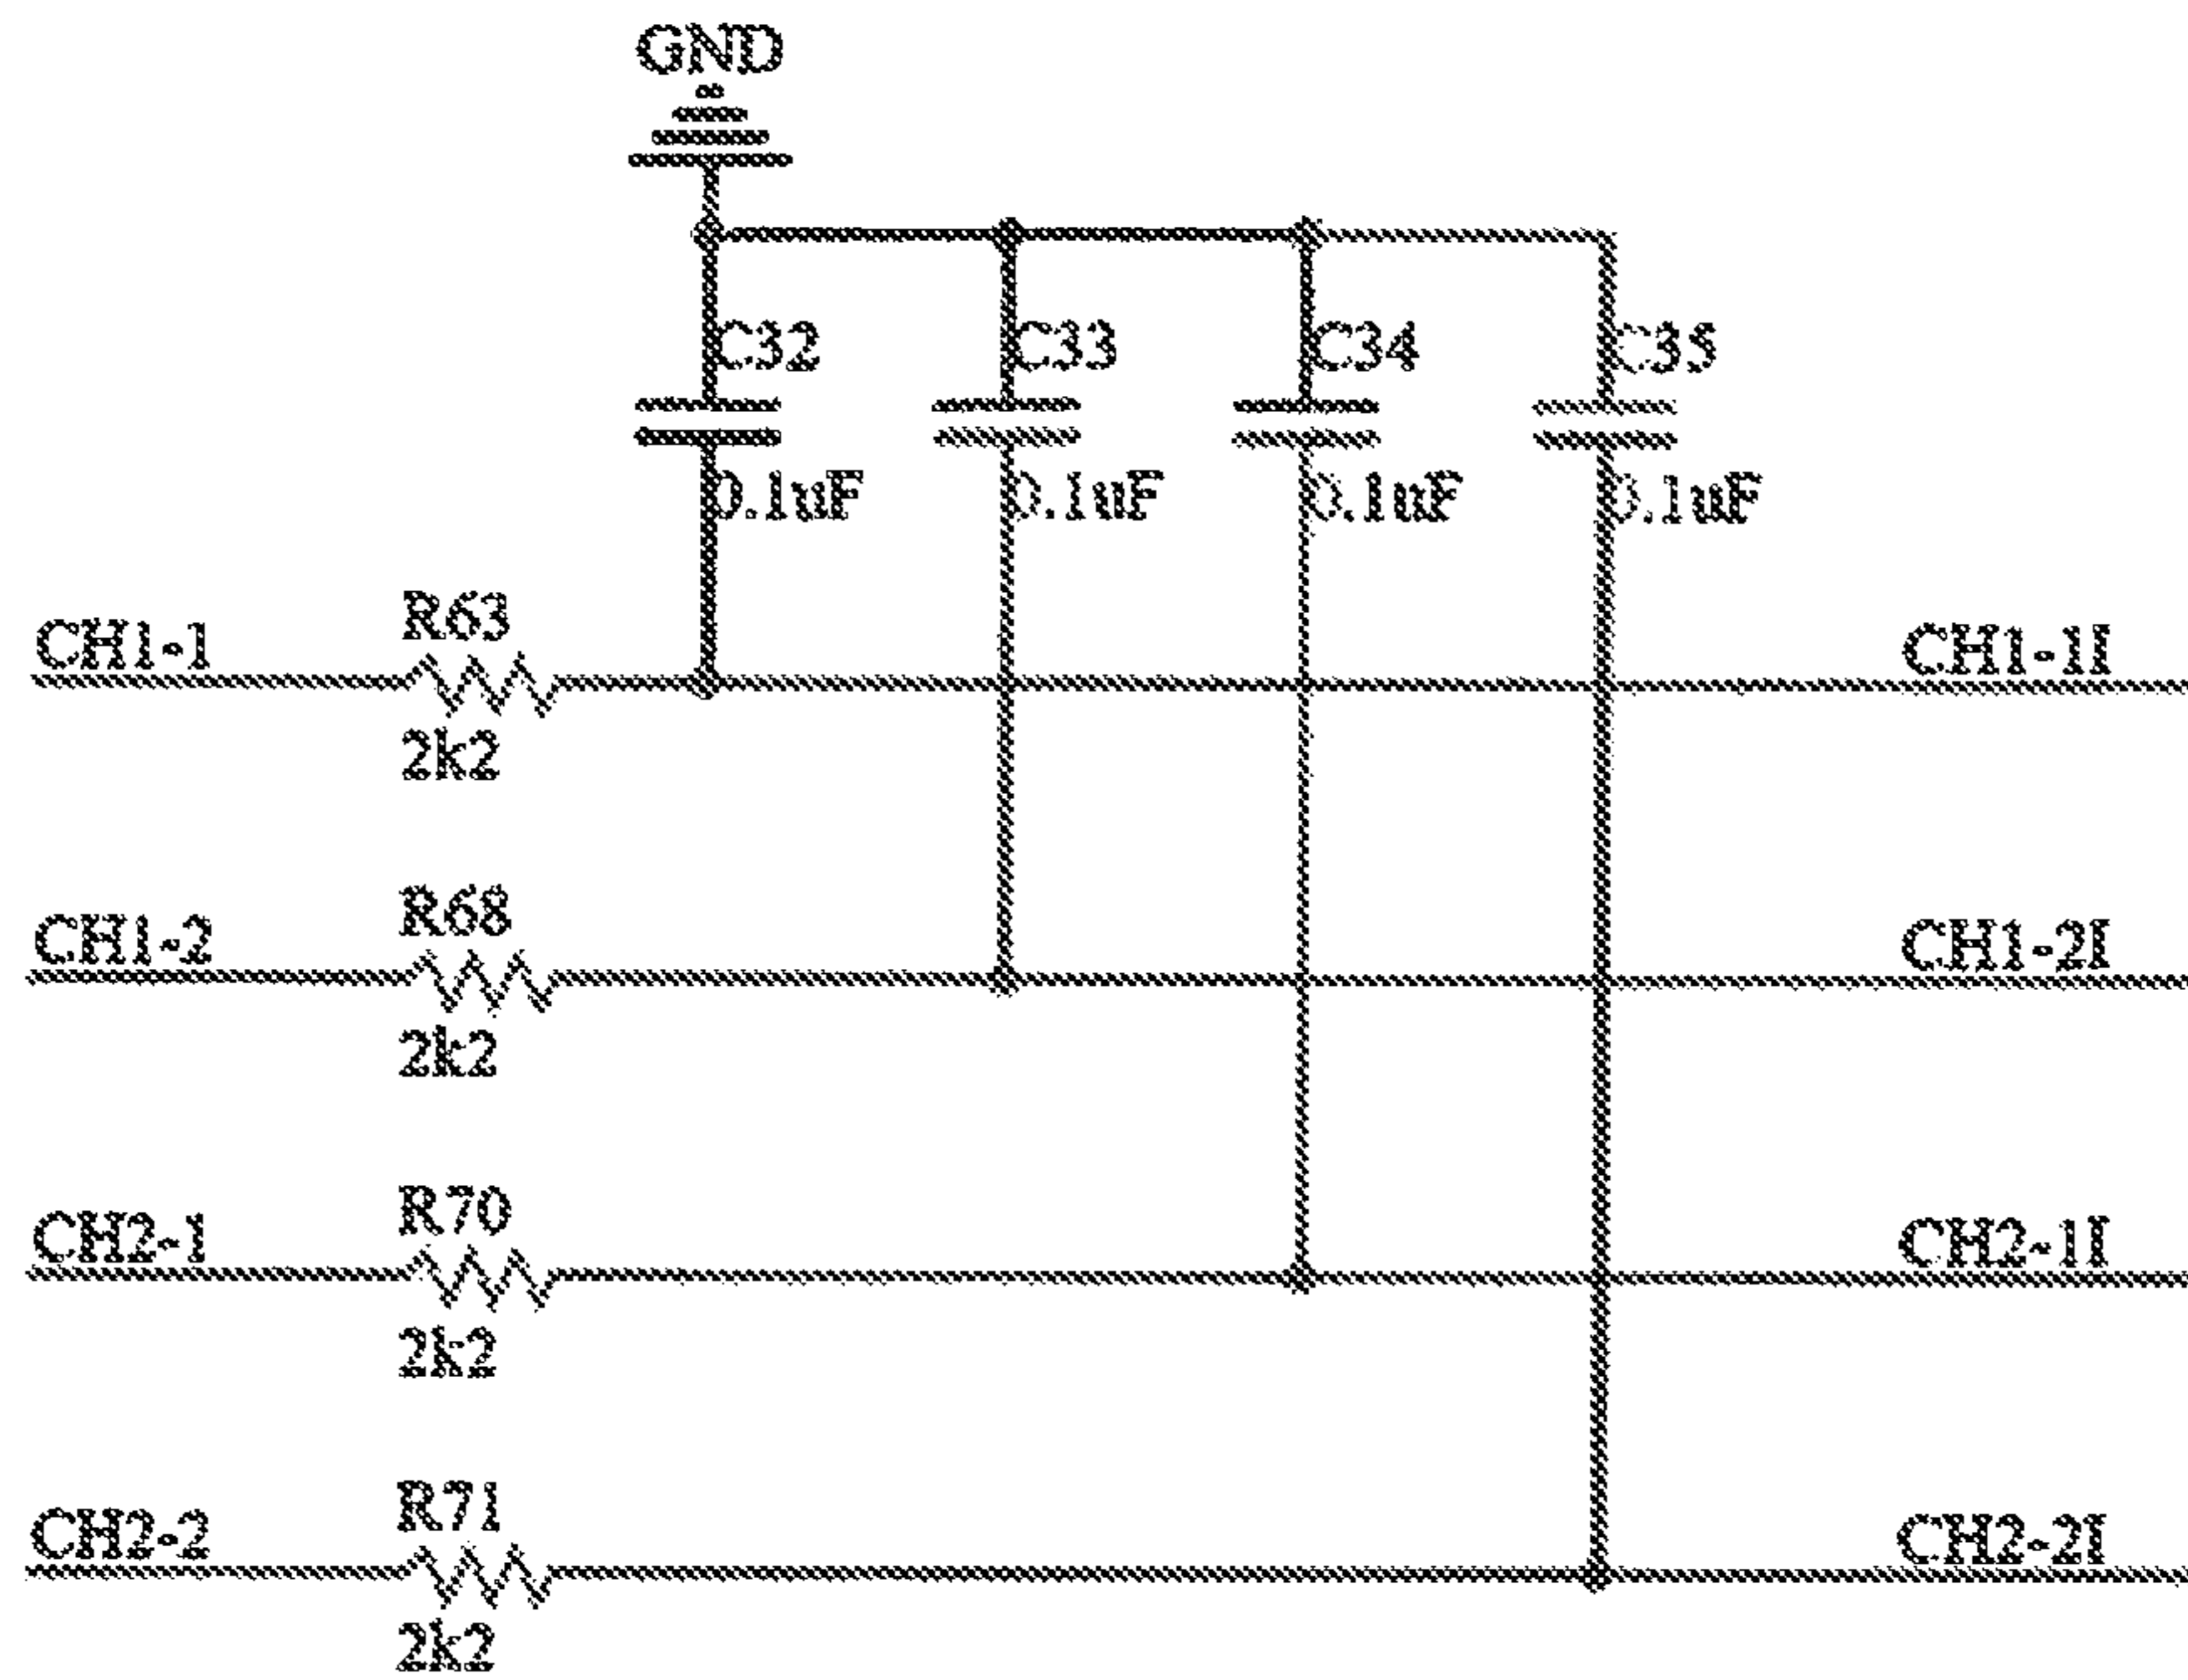 GND
C32 C33 C34 C35
0.1uF 0.1uF 0.1uF 0.1uF
R63
CH1-1 CH1-1I
2k2
R68
CH1-2 CH1-2I
2k2
R70
CH2-1 CH2-1I
2k2
R71
CH2-2 CH2-2I
2k2